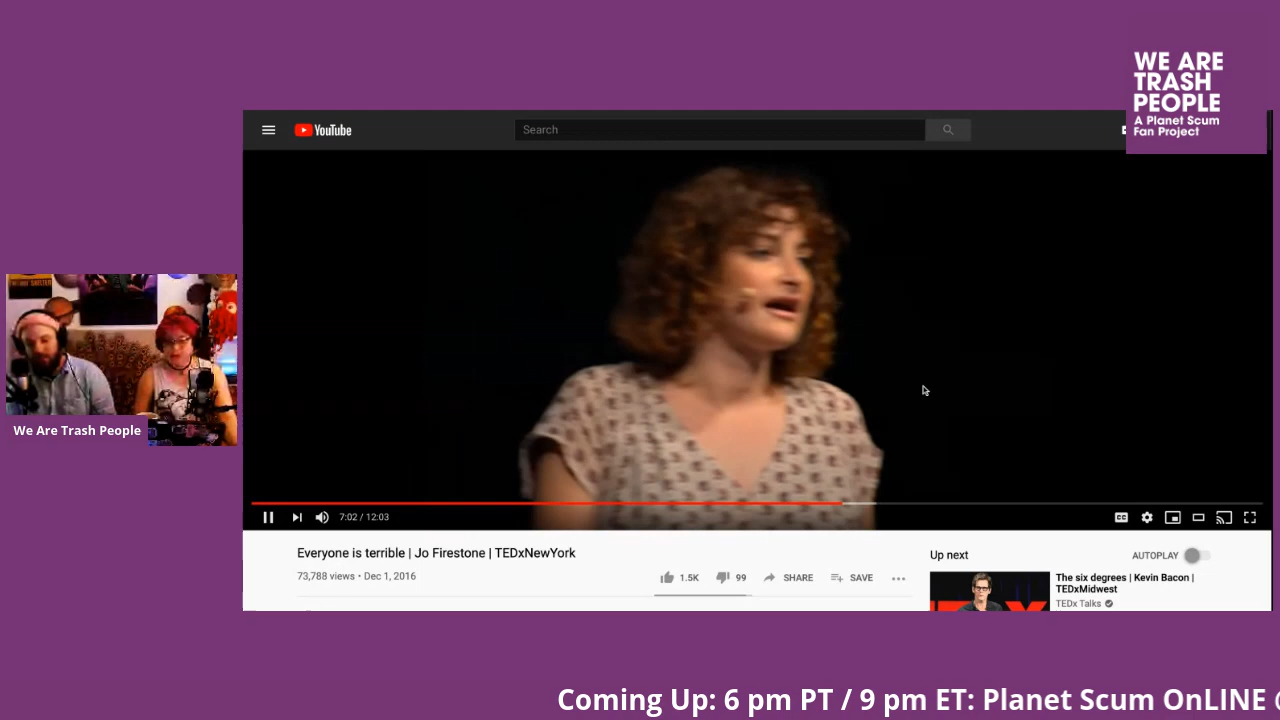 WE ARE
TRASH
PEOPLE
A Planet Scum
Fan Project
YouTube
Search
We Are Trash People
7:02 / 12:03
CC
Everyone is terrible | Jo Firestone | TEDxNewYork
73,788 views • Dec 1, 2016
1.5K
99
SHARE
SAVE
Up next
AUTOPLAY
The six degrees | Kevin Bacon |
TEDxMidwest
TEDx Talks
Coming Up: 6 pm PT / 9 pm ET: Planet Scum OnLINE